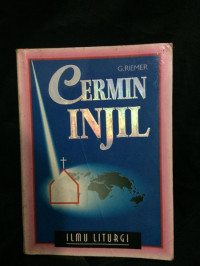 G. RIEMER
CERMIN
INJIL
ILMU LITURGI